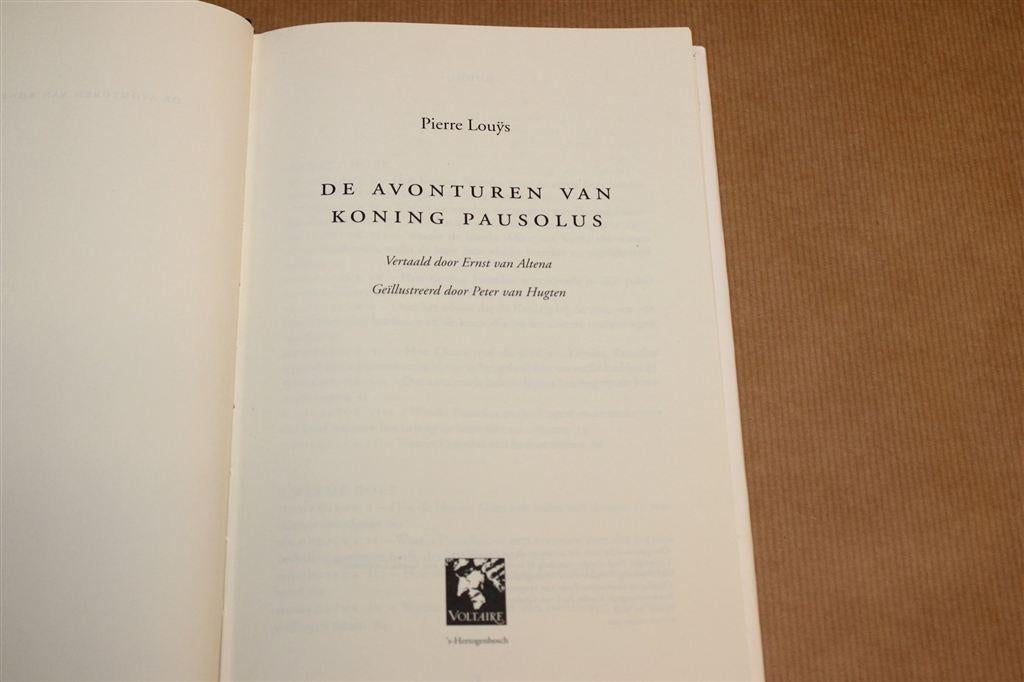 Pierre Louÿs
DE AVONTUREN VAN
KONING PAUSOLUS
Vertaald door Ernst van Altena
Geïllustreerd door Peter van Hugten
VOLTAIRE
's-Hertogenbosch